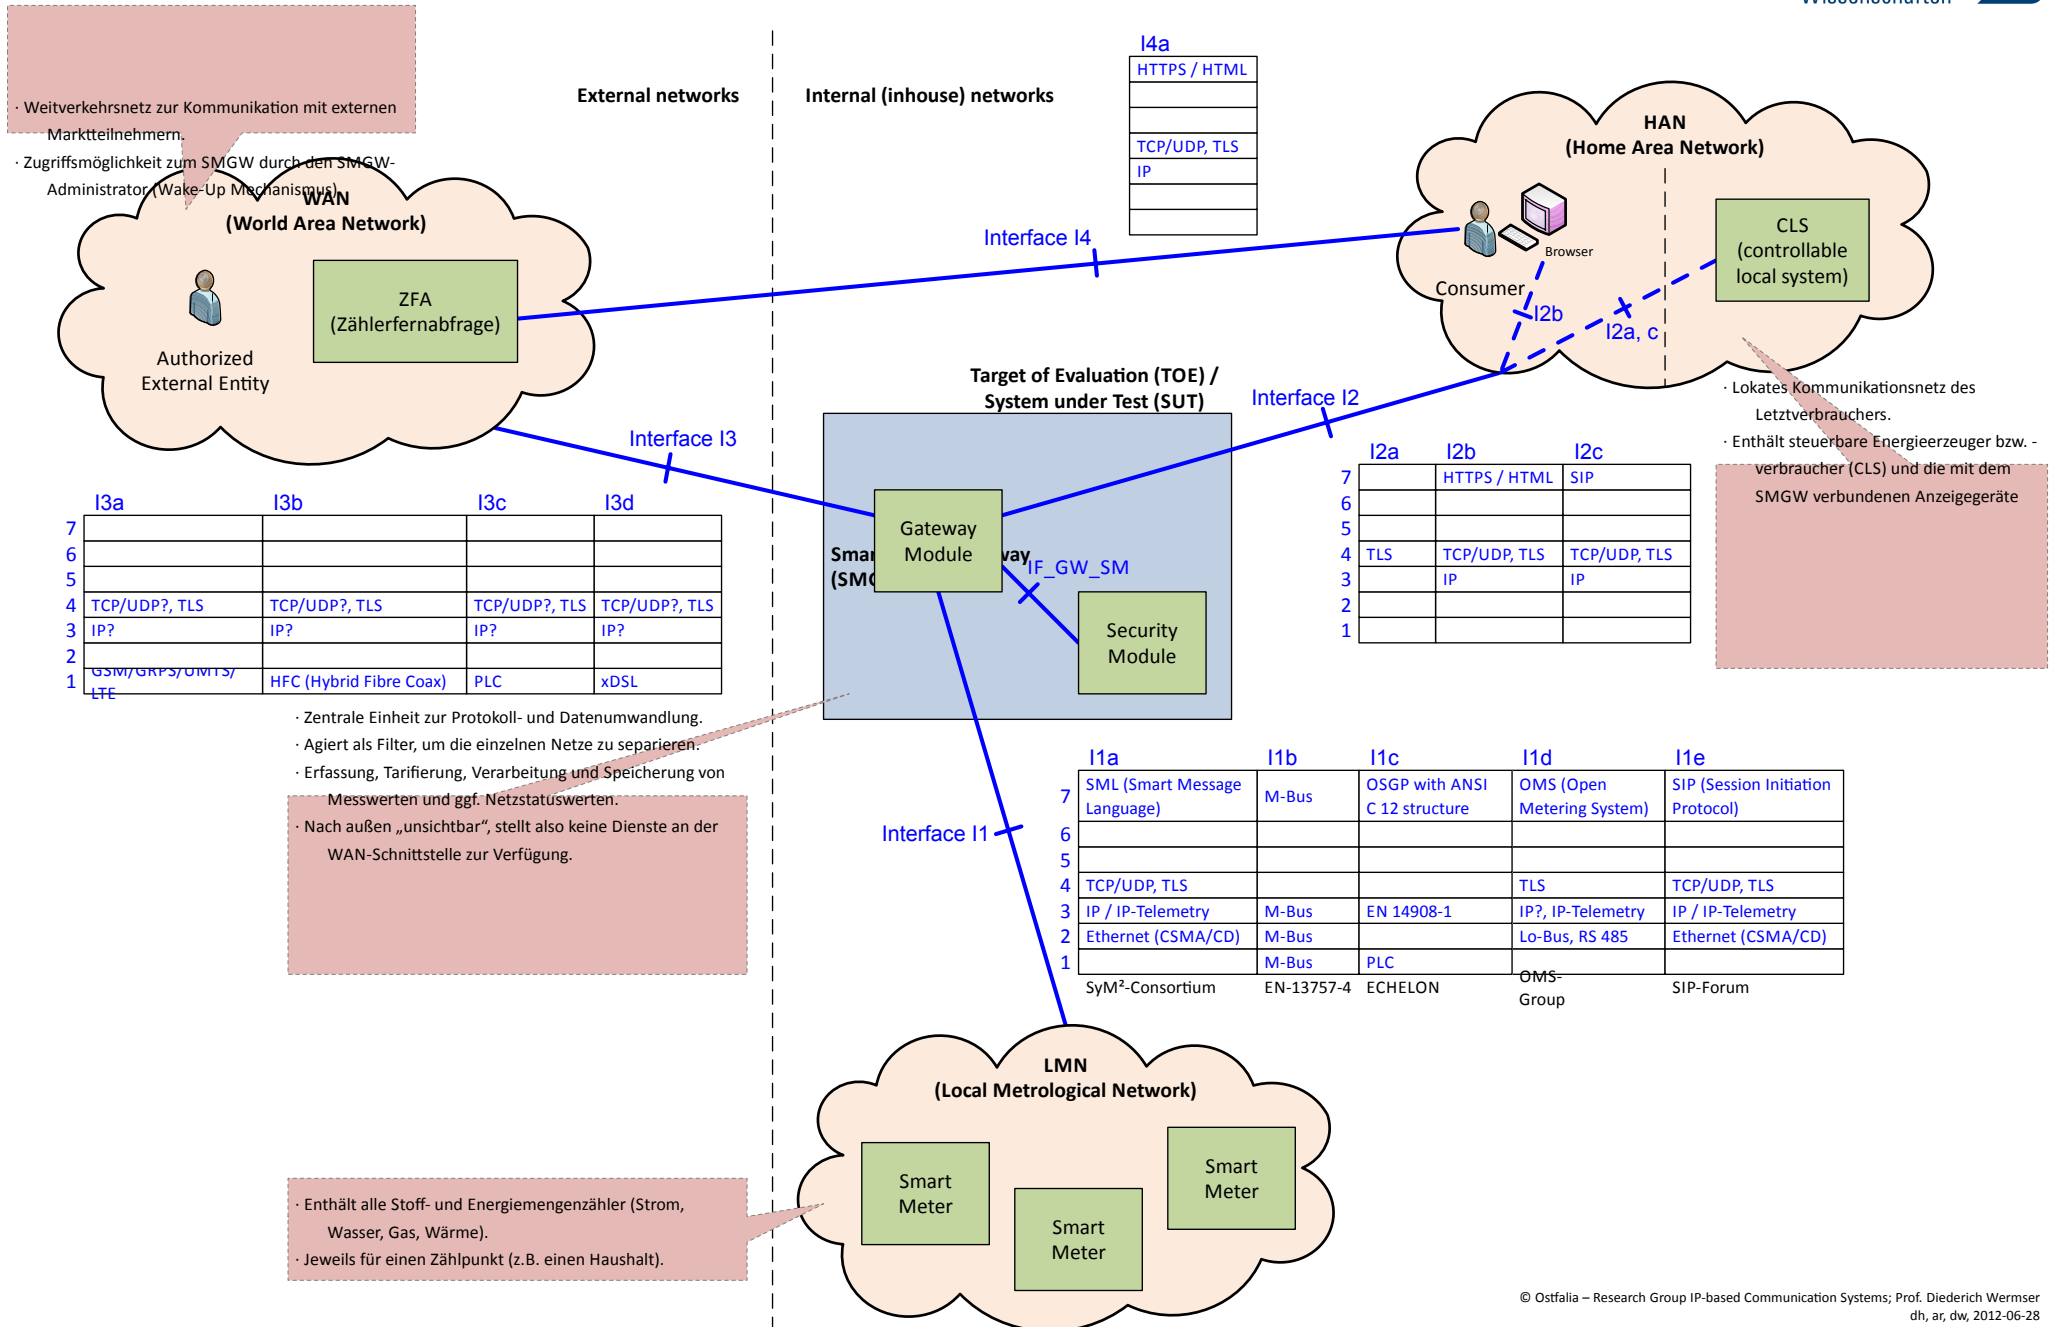 Wissenschaften
· Weitverkehrsnetz zur Kommunikation mit externen
Marktteilnehmern.
· Zugriffsmöglichkeit zum SMGW durch den SMGW-
Administrator (Wake-Up Mechanismus)
External networks
Internal (inhouse) networks
I4a
HTTPS / HTML
TCP/UDP, TLS
IP
WAN
(World Area Network)
ZFA
(Zählerfernabfrage)
Authorized
External Entity
Interface I4
HAN
(Home Area Network)
Browser
Consumer
I2b
I2a, c
CLS
(controllable
local system)
· Lokates Kommunikationsnetz des
Letztverbrauchers.
· Enthält steuerbare Energieerzeuger bzw. -
verbraucher (CLS) und die mit dem
SMGW verbundenen Anzeigegeräte
Target of Evaluation (TOE) /
System under Test (SUT)
Interface I2
Interface I3
Gateway
Module
IF_GW_SM
Security
Module
I2a I2b I2c
7 HTTPS / HTML SIP
6
5
4 TLS TCP/UDP, TLS TCP/UDP, TLS
3 IP IP
2
1
I3a I3b I3c I3d
7
6
5
4 TCP/UDP?, TLS TCP/UDP?, TLS TCP/UDP?, TLS TCP/UDP?, TLS
3 IP? IP? IP? IP?
2
1 GSM/GRPS/UMTS/ HFC (Hybrid Fibre Coax) PLC xDSL
LTE
· Zentrale Einheit zur Protokoll- und Datenumwandlung.
· Agiert als Filter, um die einzelnen Netze zu separieren.
· Erfassung, Tarifierung, Verarbeitung und Speicherung von
Messwerten und ggf. Netzstatuswerten.
· Nach außen „unsichtbar“, stellt also keine Dienste an der
WAN-Schnittstelle zur Verfügung.
Interface I1
I1a I1b I1c I1d I1e
7 SML (Smart Message Language) M-Bus OSGP with ANSI C 12 structure OMS (Open Metering System) SIP (Session Initiation Protocol)
6
5
4 TCP/UDP, TLS TLS TCP/UDP, TLS
3 IP / IP-Telemetry M-Bus EN 14908-1 IP?, IP-Telemetry IP / IP-Telemetry
2 Ethernet (CSMA/CD) M-Bus Lo-Bus, RS 485 Ethernet (CSMA/CD)
1 M-Bus PLC
SyM²-Consortium EN-13757-4 ECHELON OMS-Group SIP-Forum
LMN
(Local Metrological Network)
Smart
Meter
Smart
Meter
Smart
Meter
· Enthält alle Stoff- und Energiemengenzähler (Strom,
Wasser, Gas, Wärme).
· Jeweils für einen Zählpunkt (z.B. einen Haushalt).
© Ostfalia – Research Group IP-based Communication Systems; Prof. Diederich Wermser
dh, ar, dw, 2012-06-28